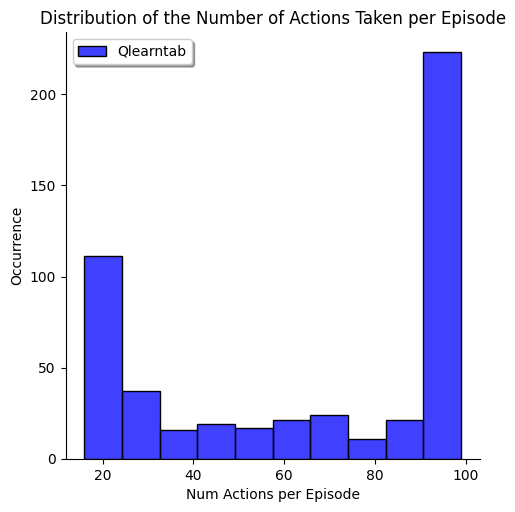 Distribution of the Number of Actions Taken per Episode
Qlearntab
Occurrence
200
150
100
50
0
20 40 60 80 100
Num Actions per Episode